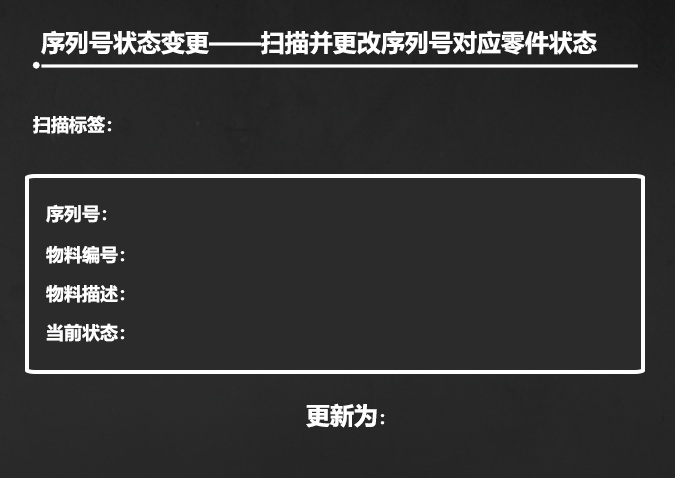 序列号状态变更——扫描并更改序列号对应零件状态
扫描标签：
序列号：
物料编号：
物料描述：
当前状态：
更新为：